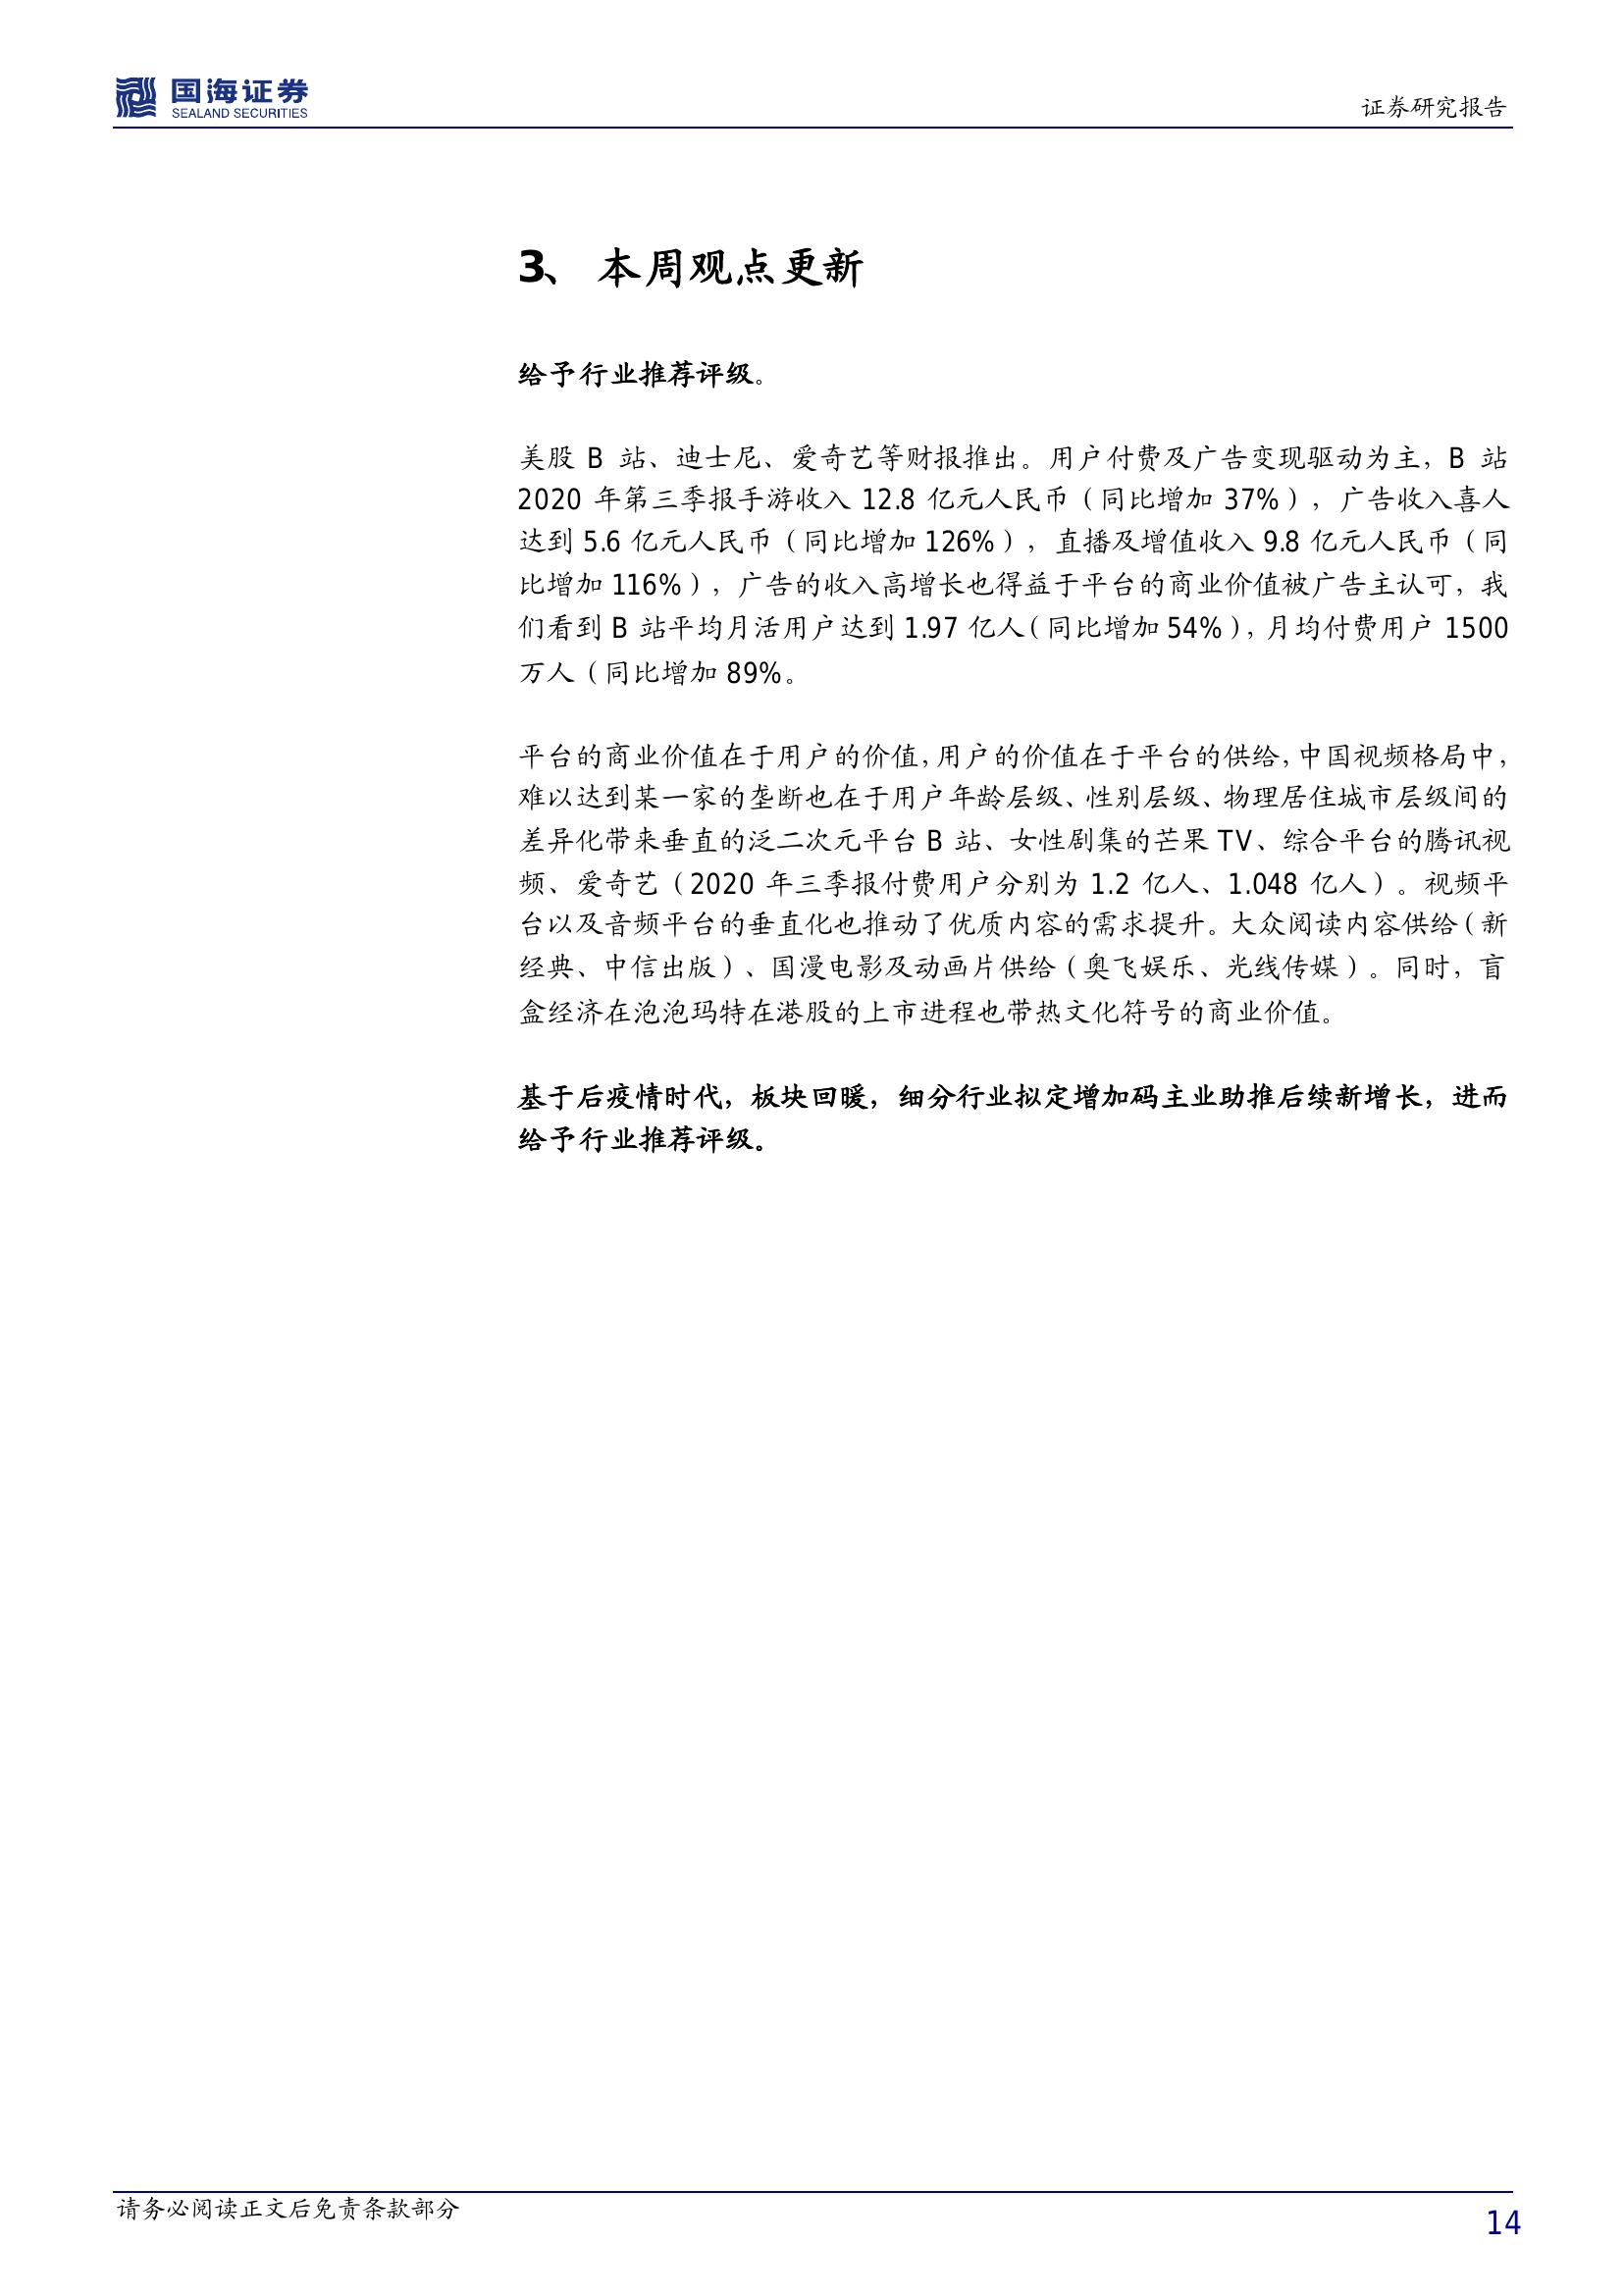 国海证券
SEALAND SECURITIES
证券研究报告
3、 本周观点更新
给予行业推荐评级。
美股 B 站、迪士尼、爱奇艺等财报推出。用户付费及广告变现驱动为主，B 站
2020 年第三季报手游收入 12.8 亿元人民币（同比增加 37%），广告收入喜人
达到 5.6 亿元人民币（同比增加 126%），直播及增值收入 9.8 亿元人民币（同
比增加 116%），广告的收入高增长也得益于平台的商业价值被广告主认可，我
们看到 B 站平均月活用户达到 1.97 亿人（同比增加 54%），月均付费用户 1500
万人（同比增加 89%。
平台的商业价值在于用户的价值，用户的价值在于平台的供给，中国视频格局中，
难以达到某一家的垄断也在于用户年龄层级、性别层级、物理居住城市层级间的
差异化带来垂直的泛二次元平台 B 站、女性剧集的芒果 TV、综合平台的腾讯视
频、爱奇艺（2020 年三季报付费用户分别为 1.2 亿人、1.048 亿人）。视频平
台以及音频平台的垂直化也推动了优质内容的需求提升。大众阅读内容供给（新
经典、中信出版）、国漫电影及动画片供给（奥飞娱乐、光线传媒）。同时，盲
盒经济在泡泡玛特在港股的上市进程也带热文化符号的商业价值。
基于后疫情时代，板块回暖，细分行业拟定增加码主业助推后续新增长，进而
给予行业推荐评级。
请务必阅读正文后免责条款部分
14